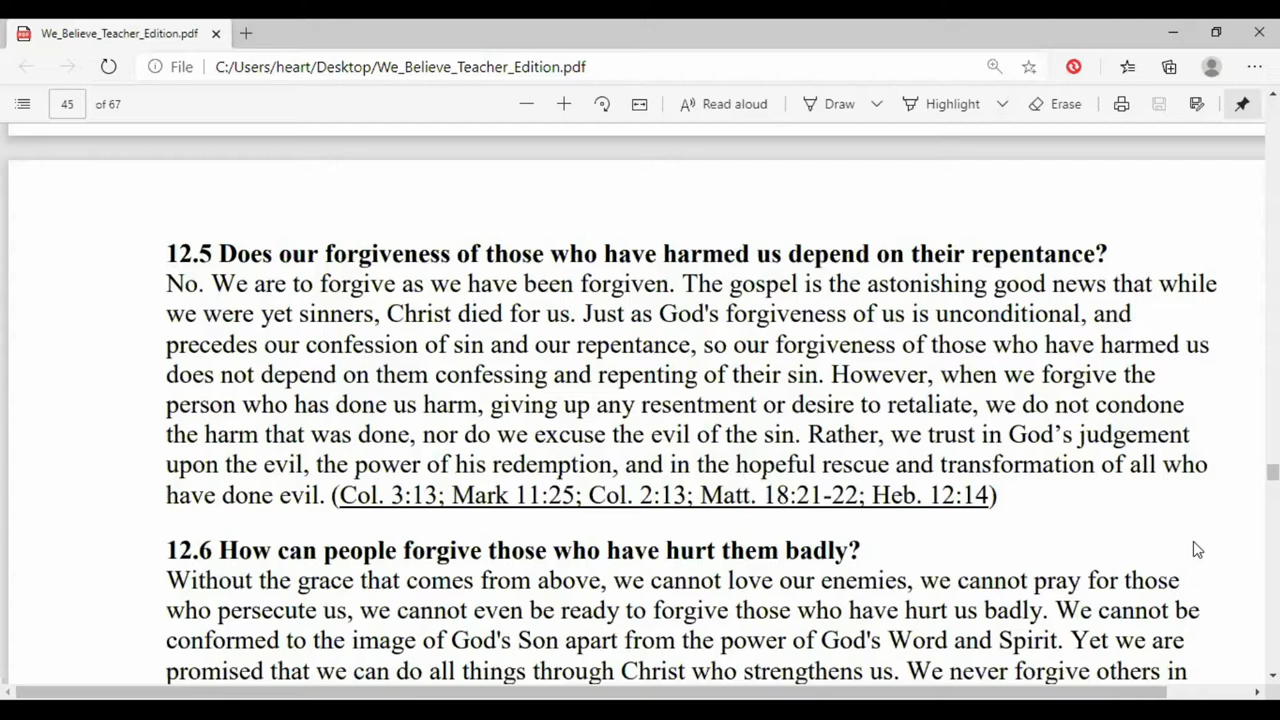 We_Believe_Teacher_Edition.pdf
File C:/Users/heart/Desktop/We_Believe_Teacher_Edition.pdf
45 of 67 Read aloud Draw Highlight Erase
12.5 Does our forgiveness of those who have harmed us depend on their repentance?
No. We are to forgive as we have been forgiven. The gospel is the astonishing good news that while
we were yet sinners, Christ died for us. Just as God's forgiveness of us is unconditional, and
precedes our confession of sin and our repentance, so our forgiveness of those who have harmed us
does not depend on them confessing and repenting of their sin. However, when we forgive the
person who has done us harm, giving up any resentment or desire to retaliate, we do not condone
the harm that was done, nor do we excuse the evil of the sin. Rather, we trust in God’s judgement
upon the evil, the power of his redemption, and in the hopeful rescue and transformation of all who
have done evil. (Col. 3:13; Mark 11:25; Col. 2:13; Matt. 18:21-22; Heb. 12:14)
12.6 How can people forgive those who have hurt them badly?
Without the grace that comes from above, we cannot love our enemies, we cannot pray for those
who persecute us, we cannot even be ready to forgive those who have hurt us badly. We cannot be
conformed to the image of God's Son apart from the power of God's Word and Spirit. Yet we are
promised that we can do all things through Christ who strengthens us. We never forgive others in